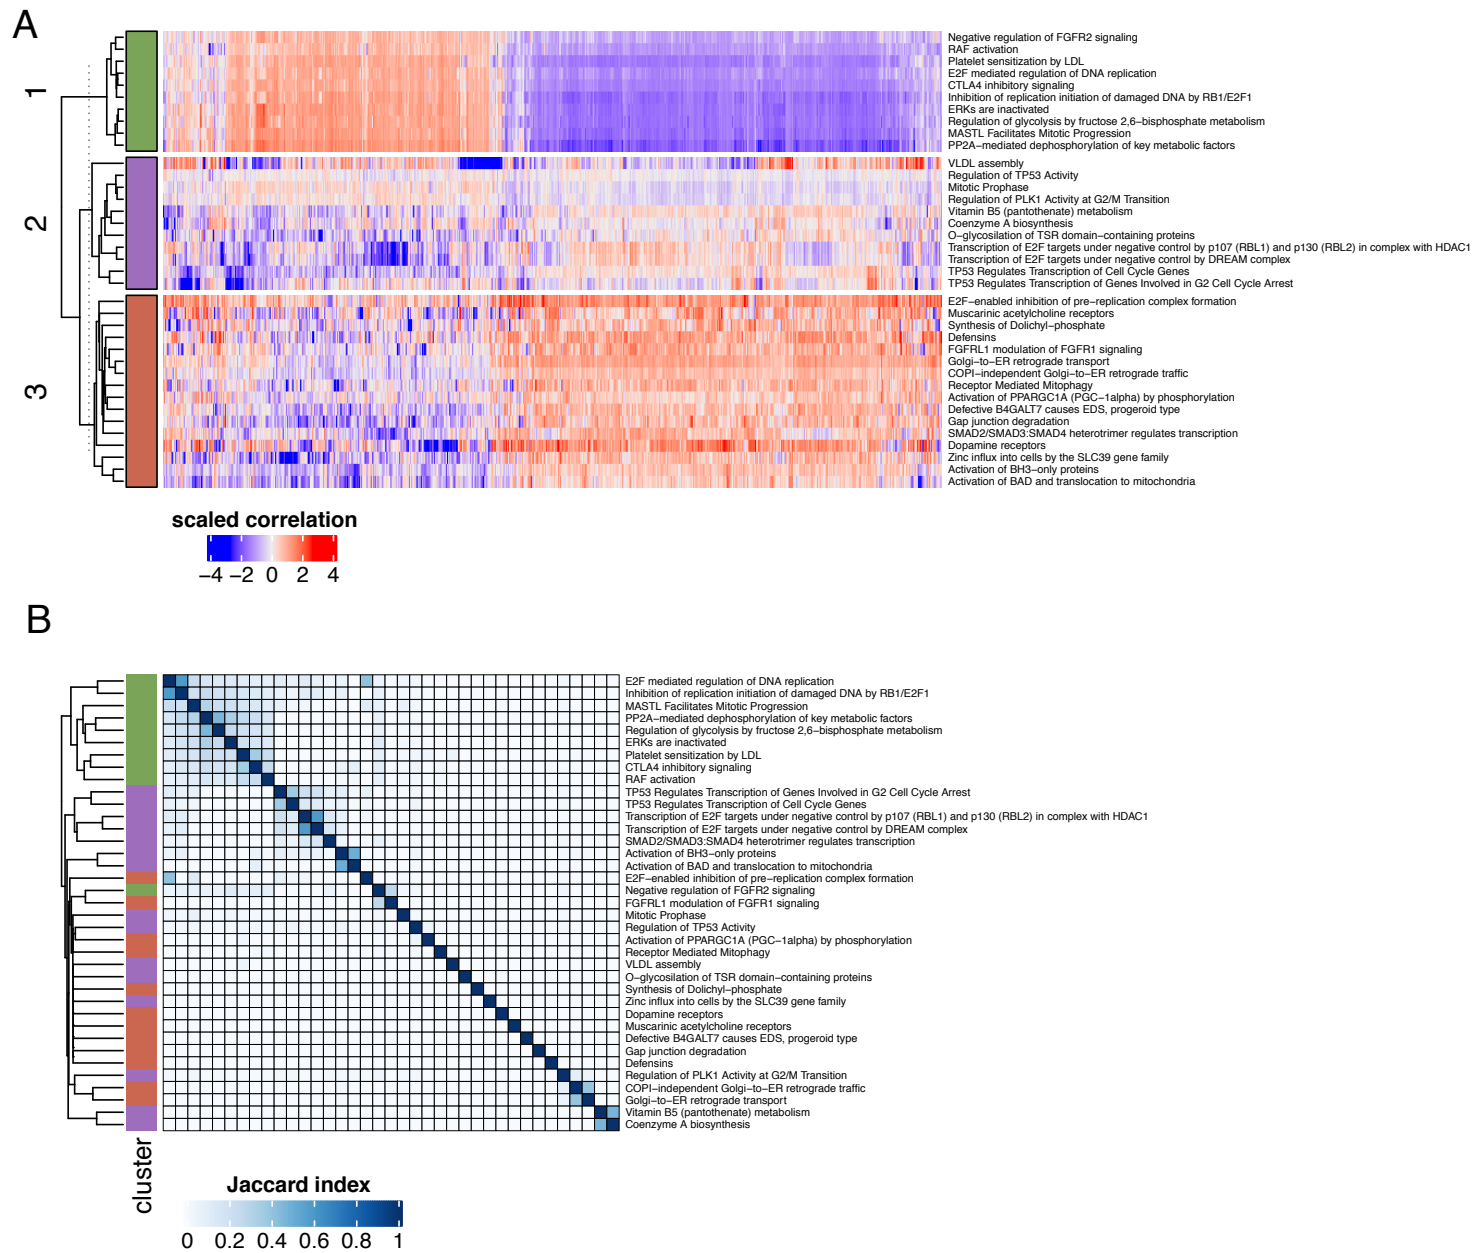 A
1
2
3
Negative regulation of FGFR2 signaling
RAF activation
Platelet sensitization by LDL
E2F mediated regulation of DNA replication
CTLA4 inhibitory signaling
Inhibition of replication initiation of damaged DNA by RB1/E2F1
ERKs are inactivated
Regulation of glycolysis by fructose 2,6−bisphosphate metabolism
MASTL Facilitates Mitotic Progression
PP2A−mediated dephosphorylation of key metabolic factors
VLDL assembly
Regulation of TP53 Activity
Mitotic Prophase
Regulation of PLK1 Activity at G2/M Transition
Vitamin B5 (pantothenate) metabolism
Coenzyme A biosynthesis
O−glycosilation of TSR domain−containing proteins
Transcription of E2F targets under negative control by p107 (RBL1) and p130 (RBL2) in complex with HDAC1
Transcription of E2F targets under negative control by DREAM complex
TP53 Regulates Transcription of Cell Cycle Genes
TP53 Regulates Transcription of Genes Involved in G2 Cell Cycle Arrest
E2F−enabled inhibition of pre−replication complex formation
Muscarinic acetylcholine receptors
Synthesis of Dolichyl−phosphate
Defensins
FGFRL1 modulation of FGFR1 signaling
Golgi−to−ER retrograde transport
COPI−independent Golgi−to−ER retrograde traffic
Receptor Mediated Mitophagy
Activation of PPARGC1A (PGC−1alpha) by phosphorylation
Defective B4GALT7 causes EDS, progeroid type
Gap junction degradation
SMAD2/SMAD3:SMAD4 heterotrimer regulates transcription
Dopamine receptors
Zinc influx into cells by the SLC39 gene family
Activation of BH3−only proteins
Activation of BAD and translocation to mitochondria
scaled correlation
−4 −2 0 2 4
B
E2F mediated regulation of DNA replication
Inhibition of replication initiation of damaged DNA by RB1/E2F1
MASTL Facilitates Mitotic Progression
PP2A−mediated dephosphorylation of key metabolic factors
Regulation of glycolysis by fructose 2,6−bisphosphate metabolism
ERKs are inactivated
Platelet sensitization by LDL
CTLA4 inhibitory signaling
RAF activation
TP53 Regulates Transcription of Genes Involved in G2 Cell Cycle Arrest
TP53 Regulates Transcription of Cell Cycle Genes
Transcription of E2F targets under negative control by p107 (RBL1) and p130 (RBL2) in complex with HDAC1
Transcription of E2F targets under negative control by DREAM complex
SMAD2/SMAD3:SMAD4 heterotrimer regulates transcription
Activation of BH3−only proteins
Activation of BAD and translocation to mitochondria
E2F−enabled inhibition of pre−replication complex formation
Negative regulation of FGFR2 signaling
FGFRL1 modulation of FGFR1 signaling
Mitotic Prophase
Regulation of TP53 Activity
Activation of PPARGC1A (PGC−1alpha) by phosphorylation
Receptor Mediated Mitophagy
VLDL assembly
O−glycosilation of TSR domain−containing proteins
Synthesis of Dolichyl−phosphate
Zinc influx into cells by the SLC39 gene family
Dopamine receptors
Muscarinic acetylcholine receptors
Defective B4GALT7 causes EDS, progeroid type
Gap junction degradation
Defensins
Regulation of PLK1 Activity at G2/M Transition
COPI−independent Golgi−to−ER retrograde traffic
Golgi−to−ER retrograde transport
Vitamin B5 (pantothenate) metabolism
Coenzyme A biosynthesis
cluster
Jaccard index
0 0.2 0.4 0.6 0.8 1